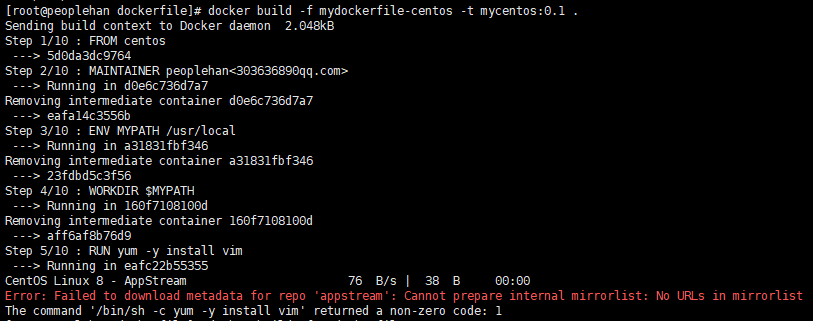 [root@peoplehan dockerfile]# docker build -f mydockerfile-centos -t mycentos:0.1 .
Sending build context to Docker daemon  2.048kB
Step 1/10 : FROM centos
 ---> 5d0da3dc9764
Step 2/10 : MAINTAINER peoplehan<303636890qq.com>
 ---> Running in d0e6c736d7a7
Removing intermediate container d0e6c736d7a7
 ---> eafa14c3556b
Step 3/10 : ENV MYPATH /usr/local
 ---> Running in a31831fbf346
Removing intermediate container a31831fbf346
 ---> 23fdbd5c3f56
Step 4/10 : WORKDIR $MYPATH
 ---> Running in 160f7108100d
Removing intermediate container 160f7108100d
 ---> aff6af8b76d9
Step 5/10 : RUN yum -y install vim
 ---> Running in eafc22b55355
CentOS Linux 8 - AppStream                       76  B/s |  38  B     00:00
Error: Failed to download metadata for repo 'appstream': Cannot prepare internal mirrorlist: No URLs in mirrorlist
The command '/bin/sh -c yum -y install vim' returned a non-zero code: 1